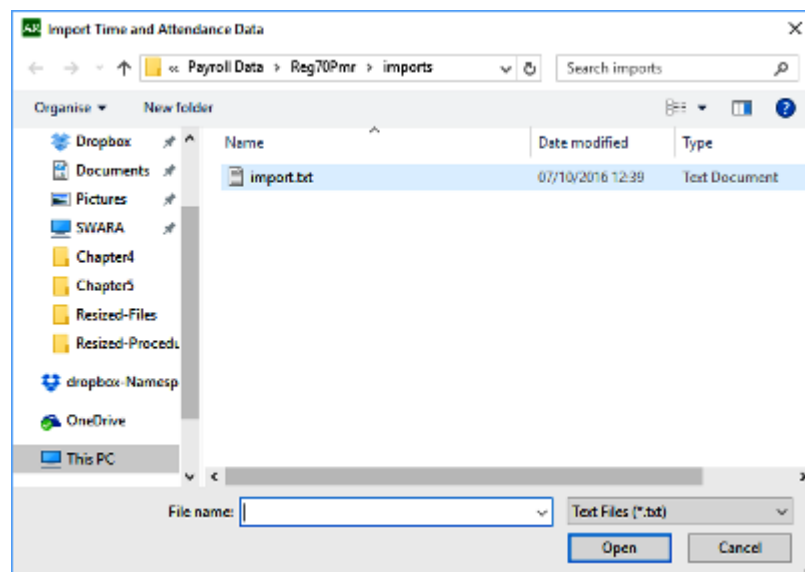 Import Time and Attendance Data
« Payroll Data > Reg70Pmr > imports
Search imports
Organise
New folder
Name
Date modified
Type
Dropbox
Documents
Pictures
SWARA
Chapter4
Chapter5
Resized-Files
Resized-Procedu
dropbox-Namesp
OneDrive
This PC
import.txt 07/10/2016 12:39 Text Document
File name:
Text Files (*.txt)
Open
Cancel